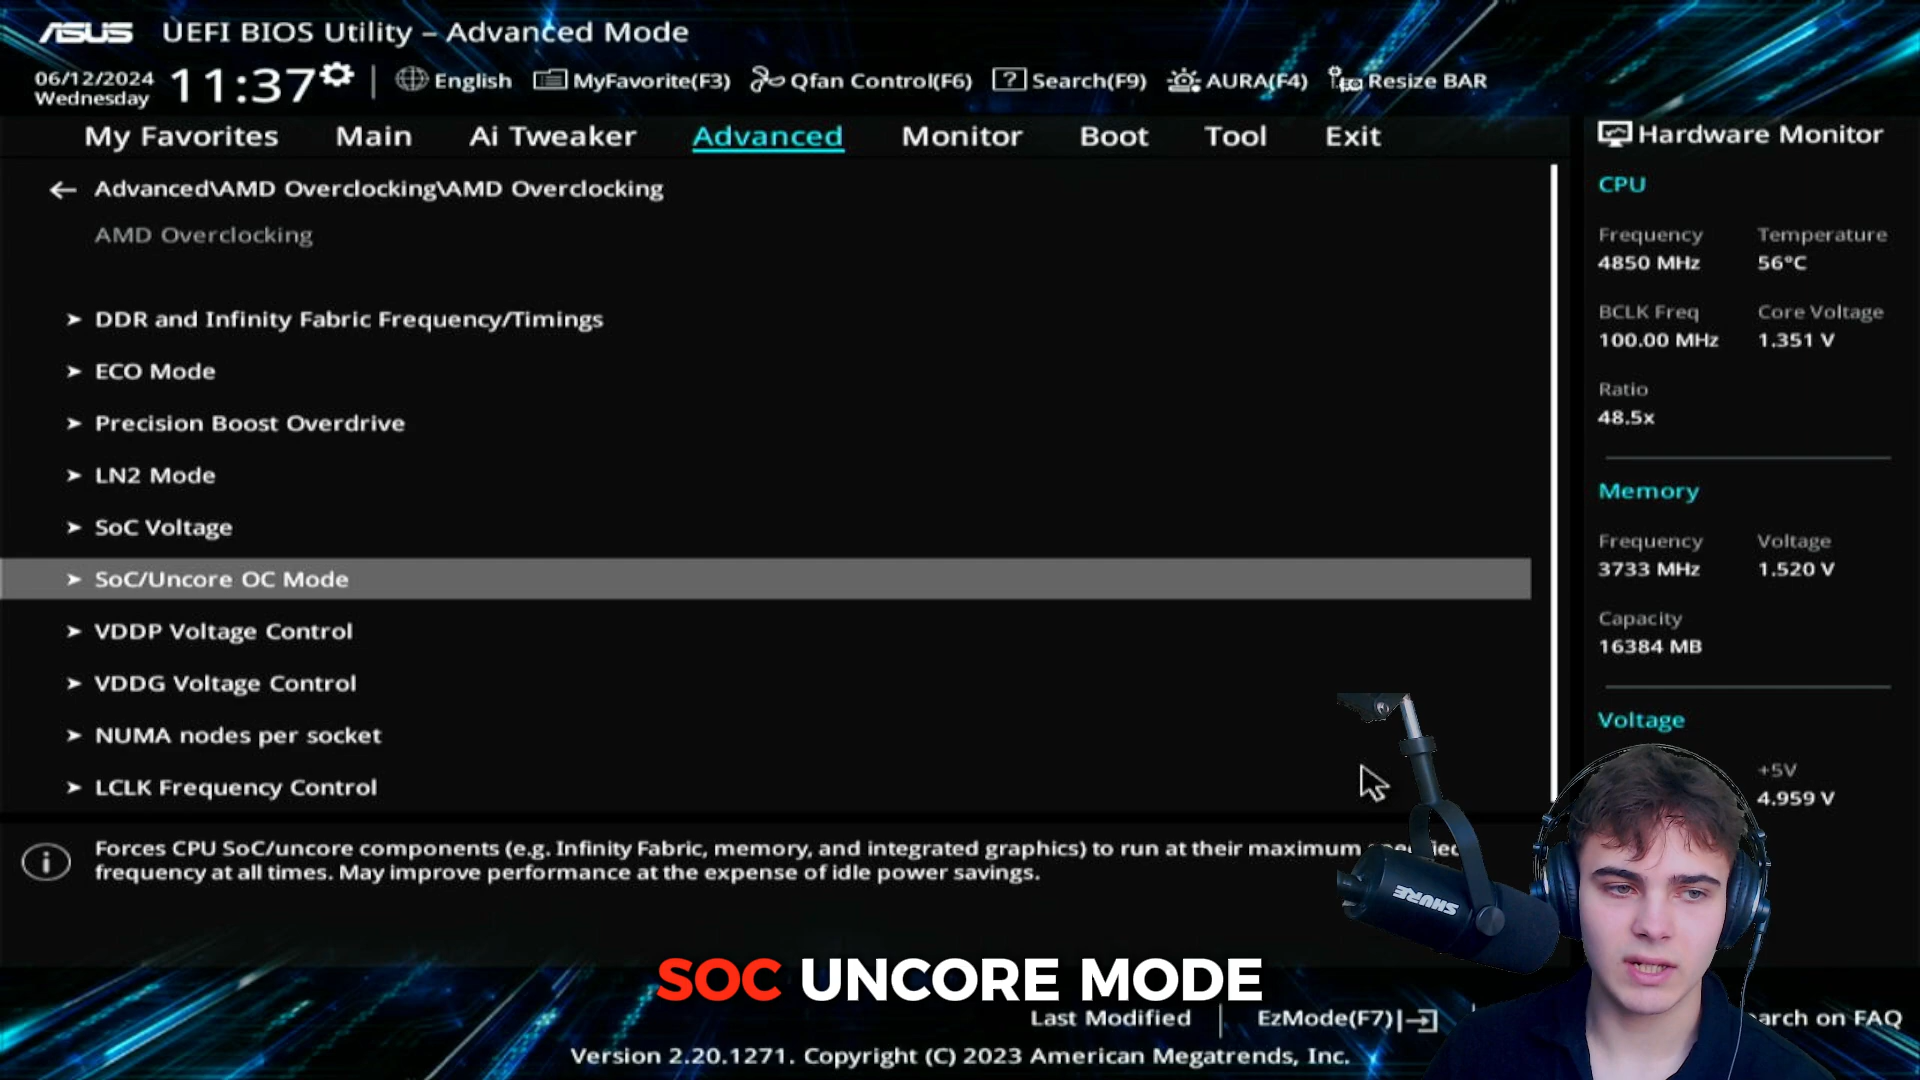 ASUS UEFI BIOS Utility – Advanced Mode
06/12/2024
Wednesday
11:37
English MyFavorite(F3) Qfan Control(F6) ? Search(F9) AURA(F4) Resize BAR
My Favorites Main Ai Tweaker Advanced Monitor Boot Tool Exit
Advanced\AMD Overclocking\AMD Overclocking
AMD Overclocking
DDR and Infinity Fabric Frequency/Timings
ECO Mode
Precision Boost Overdrive
LN2 Mode
SoC Voltage
SoC/Uncore OC Mode
VDDP Voltage Control
VDDG Voltage Control
NUMA nodes per socket
LCLK Frequency Control
Hardware Monitor
CPU
Frequency Temperature
4850 MHz 56°C
BCLK Freq Core Voltage
100.00 MHz 1.351 V
Ratio
48.5x
Memory
Frequency Voltage
3733 MHz 1.520 V
Capacity
16384 MB
Voltage
+5V
4.959 V
i
Forces CPU SoC/uncore components (e.g. Infinity Fabric, memory, and integrated graphics) to run at their maximum
frequency at all times. May improve performance at the expense of idle power savings.
SHURE
SOC UNCORE MODE
Last Modified EzMode(F7) on FAQ
Version 2.20.1271. Copyright (C) 2023 American Megatrends, Inc.